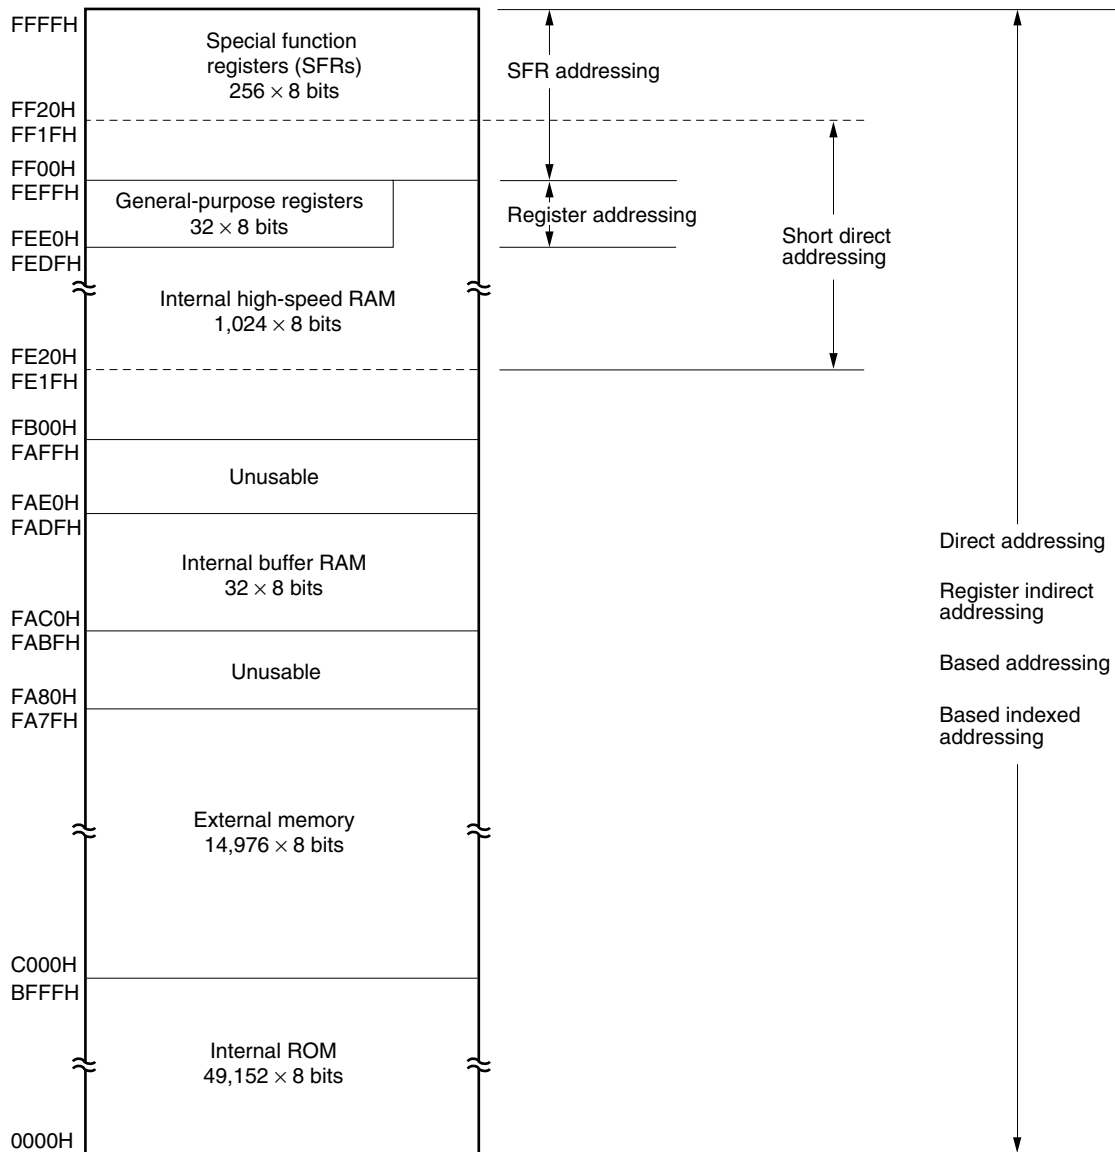 FFFFH
Special function
registers (SFRs)
256 × 8 bits
SFR addressing
FF20H
FF1FH
FF00H
FEFFH
General-purpose registers
32 × 8 bits
Register addressing
Short direct
addressing
FEE0H
FEDFH
Internal high-speed RAM
1,024 × 8 bits
FE20H
FE1FH
FB00H
FAFFH
Unusable
FAE0H
FADFH
Internal buffer RAM
32 × 8 bits
Direct addressing
Register indirect
addressing
Based addressing
Based indexed
addressing
FAC0H
FABFH
Unusable
FA80H
FA7FH
External memory
14,976 × 8 bits
C000H
BFFFH
Internal ROM
49,152 × 8 bits
0000H